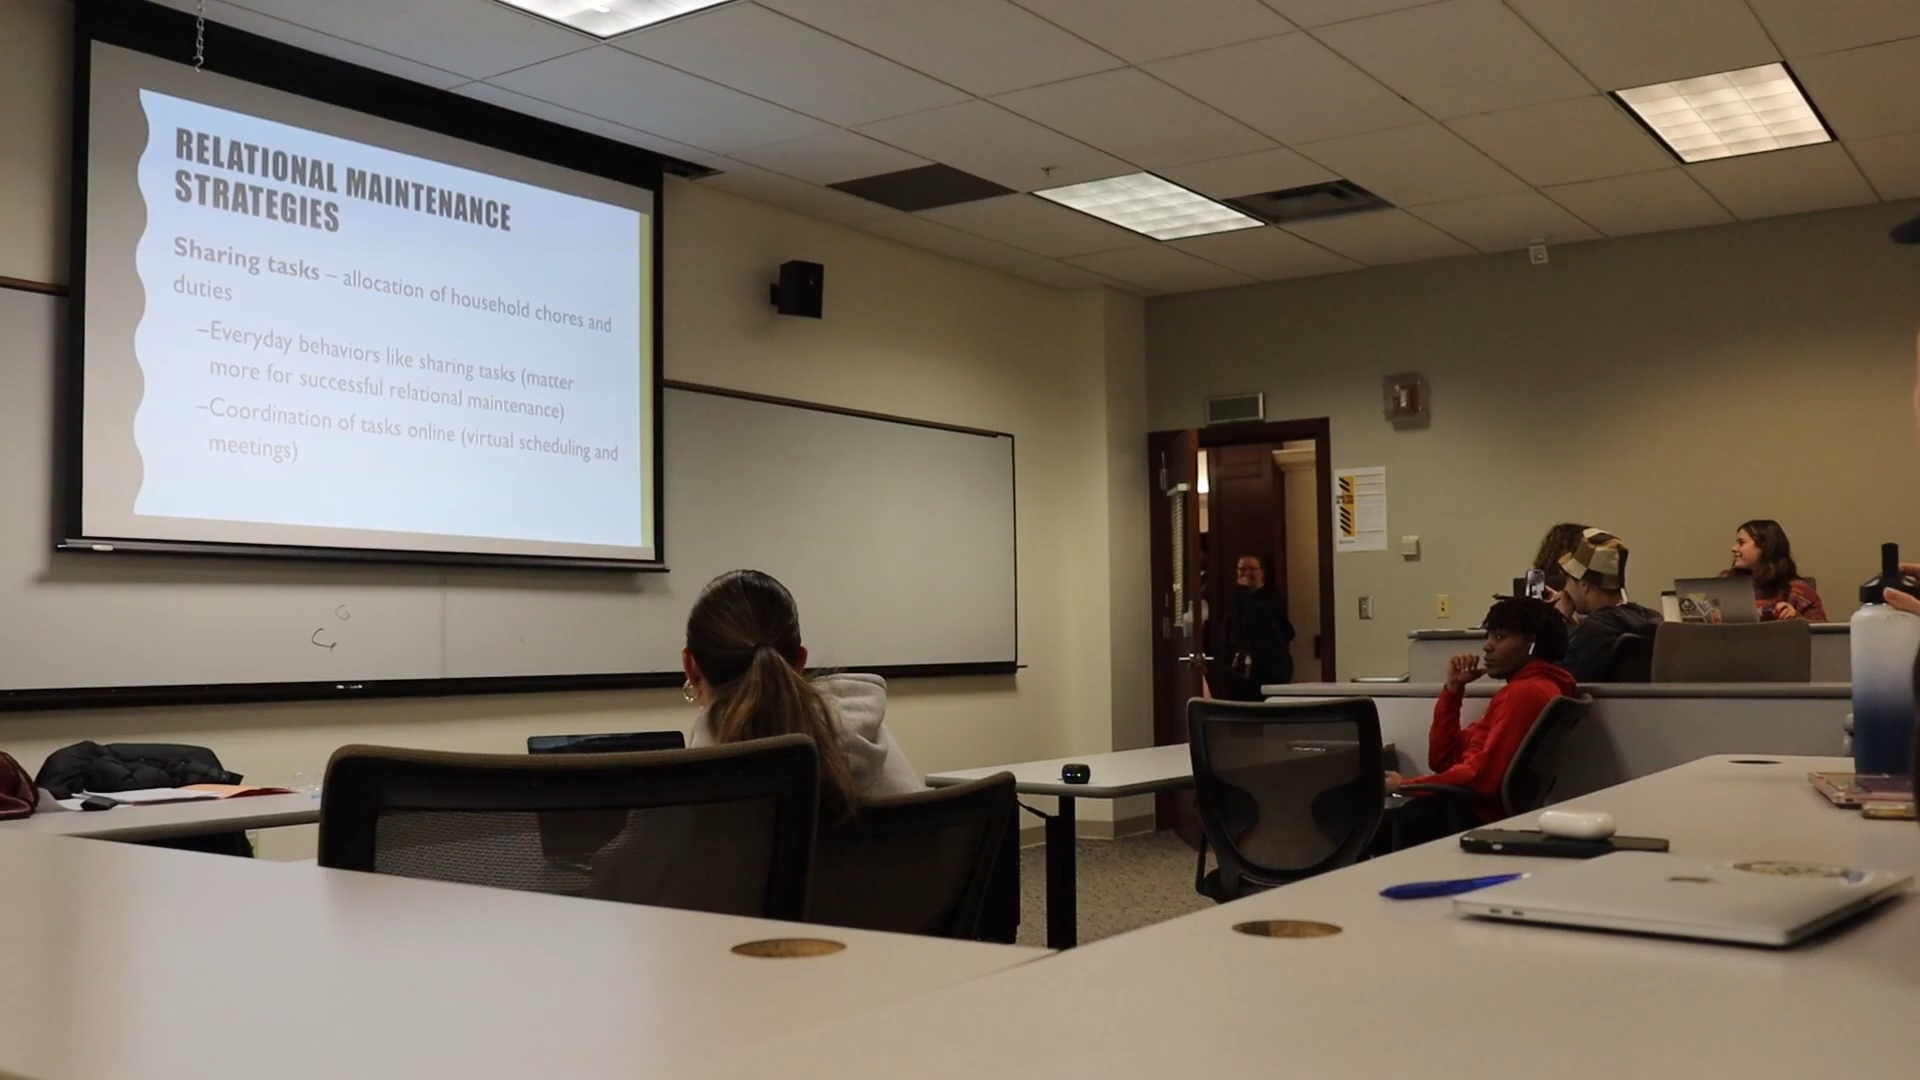 RELATIONAL MAINTENANCE
STRATEGIES
Sharing tasks – allocation of household chores and
duties
–Everyday behaviors like sharing tasks (matter
more for successful relational maintenance)
–Coordination of tasks online (virtual scheduling and
meetings)